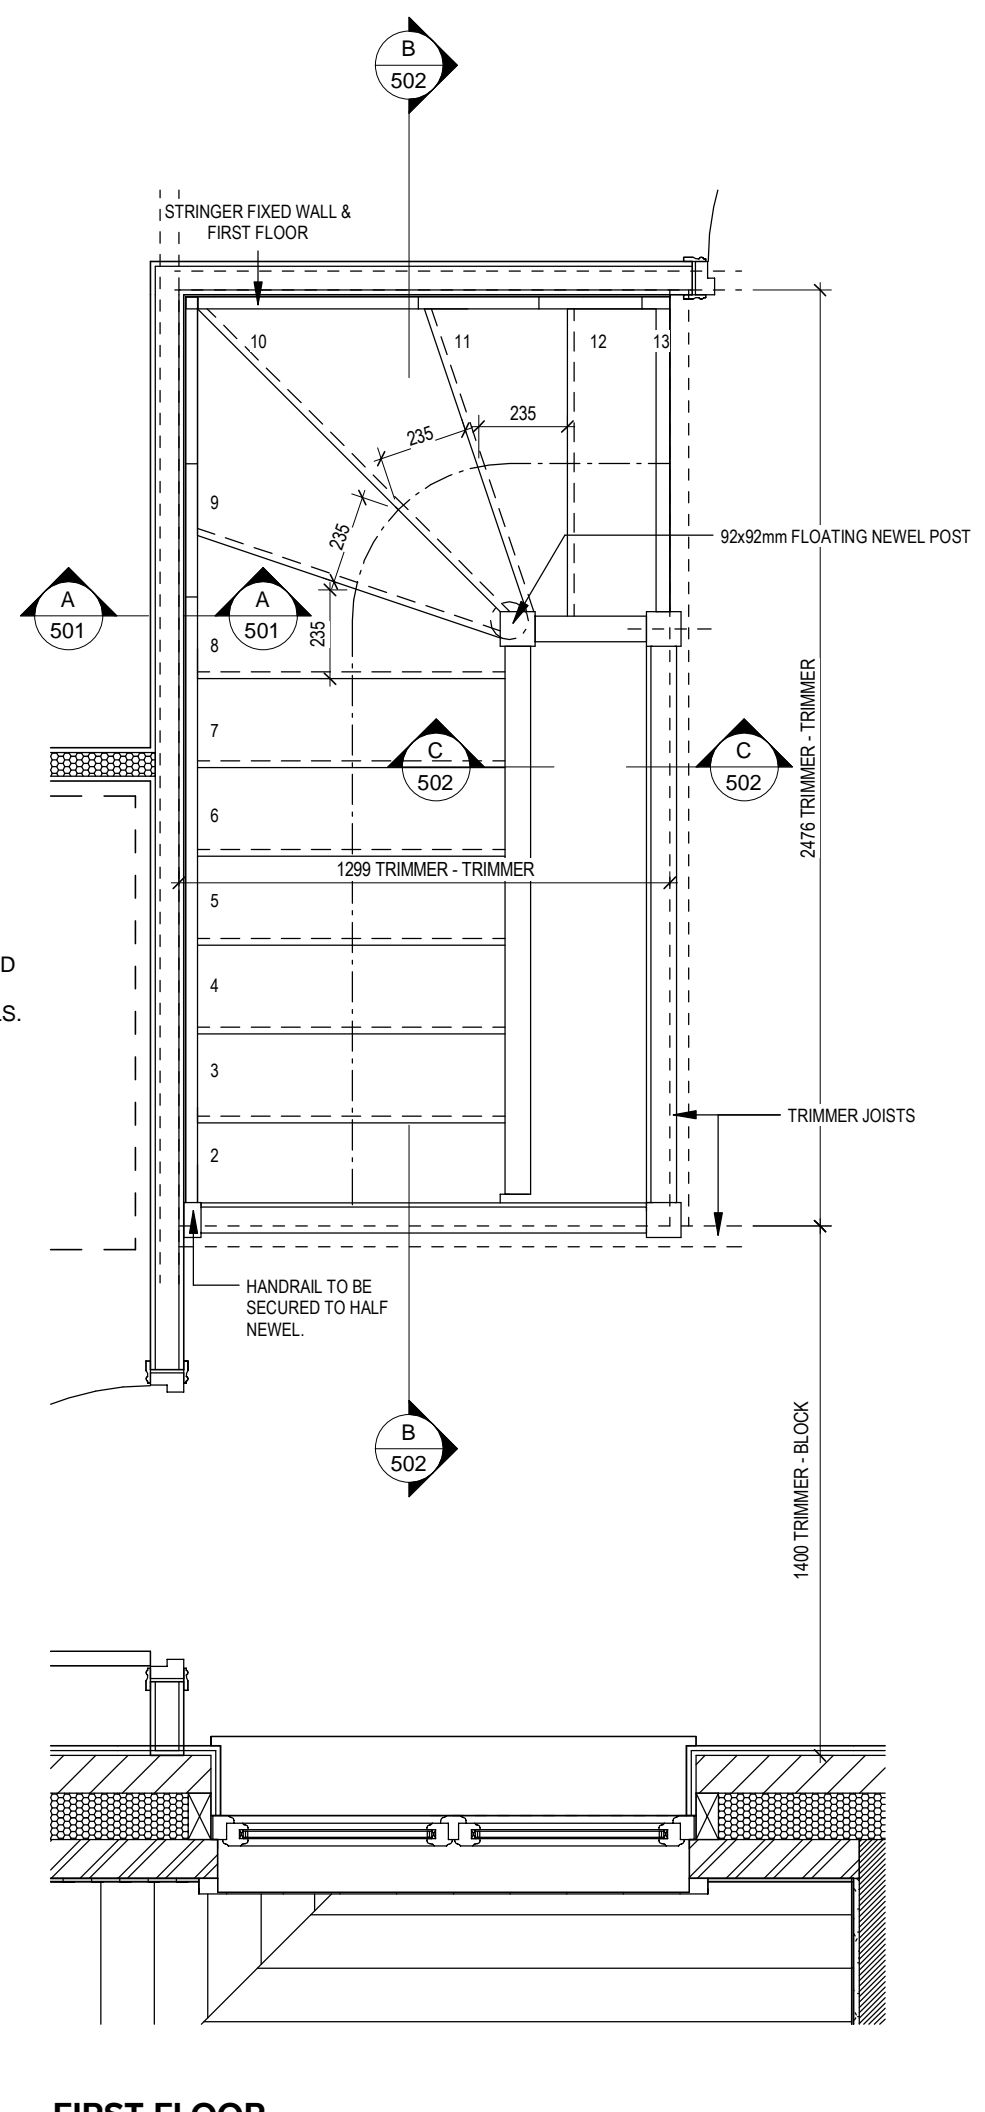 B
502
STRINGER FIXED WALL &
FIRST FLOOR
10
11
12
13
235
235
9
235
92x92mm FLOATING NEWEL POST
A
501
A
501
235
8
7
C
502
C
502
2476 TRIMMER - TRIMMER
6
1299 TRIMMER - TRIMMER
5
D
4
S.
3
TRIMMER JOISTS
2
HANDRAIL TO BE
SECURED TO HALF
NEWEL.
B
502
1400 TRIMMER - BLOCK
FIRST FLOOR